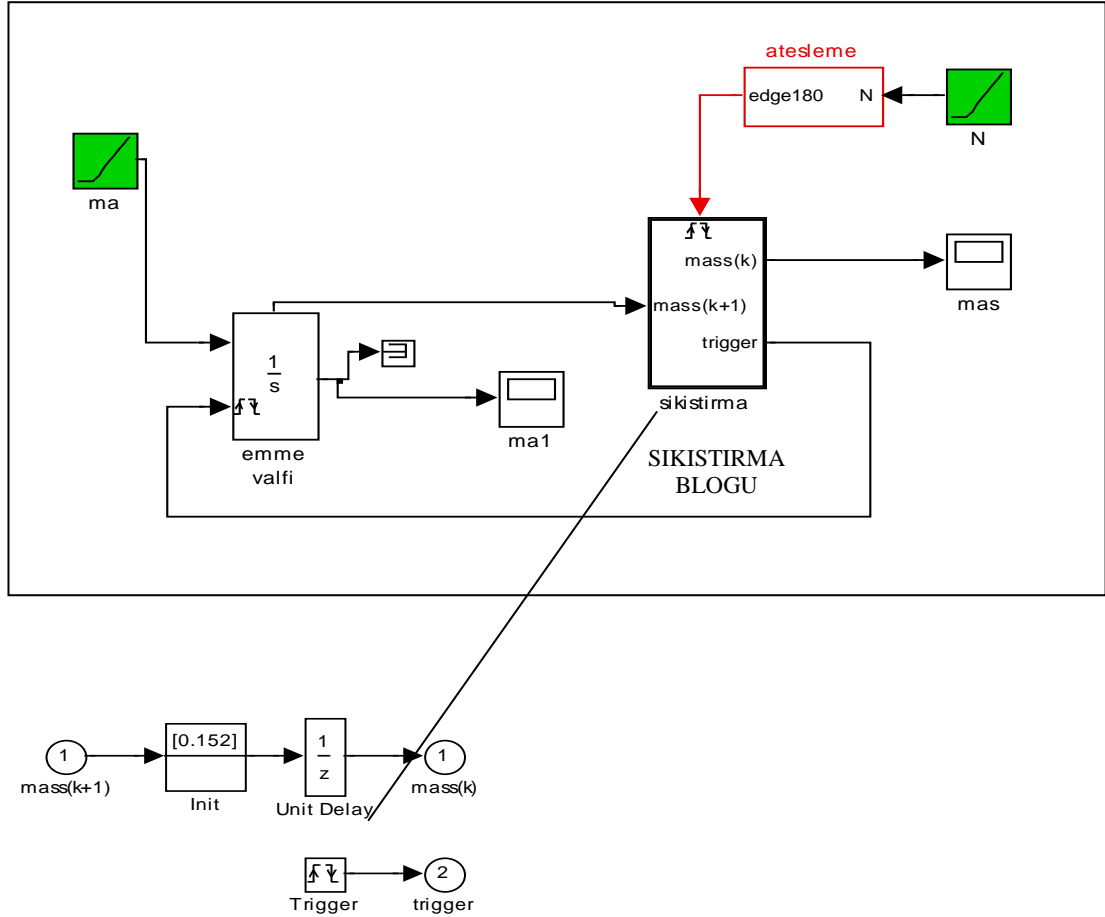 atesleme
edge180 N
N
ma
mass(k)
mass(k+1)
trigger
mas
1
s
sikistirma
ma1
emme
valfi
SIKISTIRMA
BLOGU
[0.152]
1
1
z
1
mass(k+1)
Init
Unit Delay
mass(k)
2
Trigger
trigger